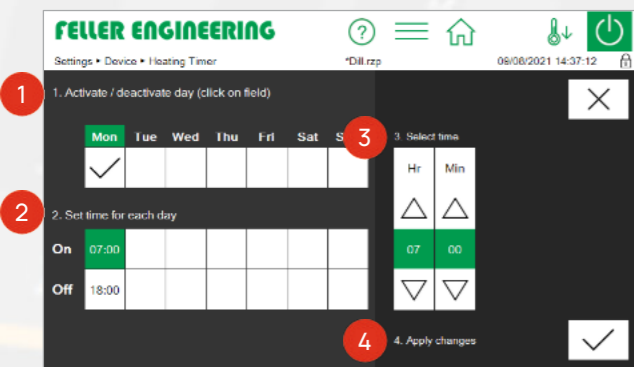 FELLER ENGINEERING
?
Settings • Device • Heating Timer
*Dill.rzp
09/08/2021 14:37:12
1
1. Activate / deactivate day (click on field)
Mon Tue Wed Thu Fri Sat S
3
3. Select time
Hr Min
2
2. Set time for each day
On 07:00
07 00
Off 18:00
4
4. Apply changes